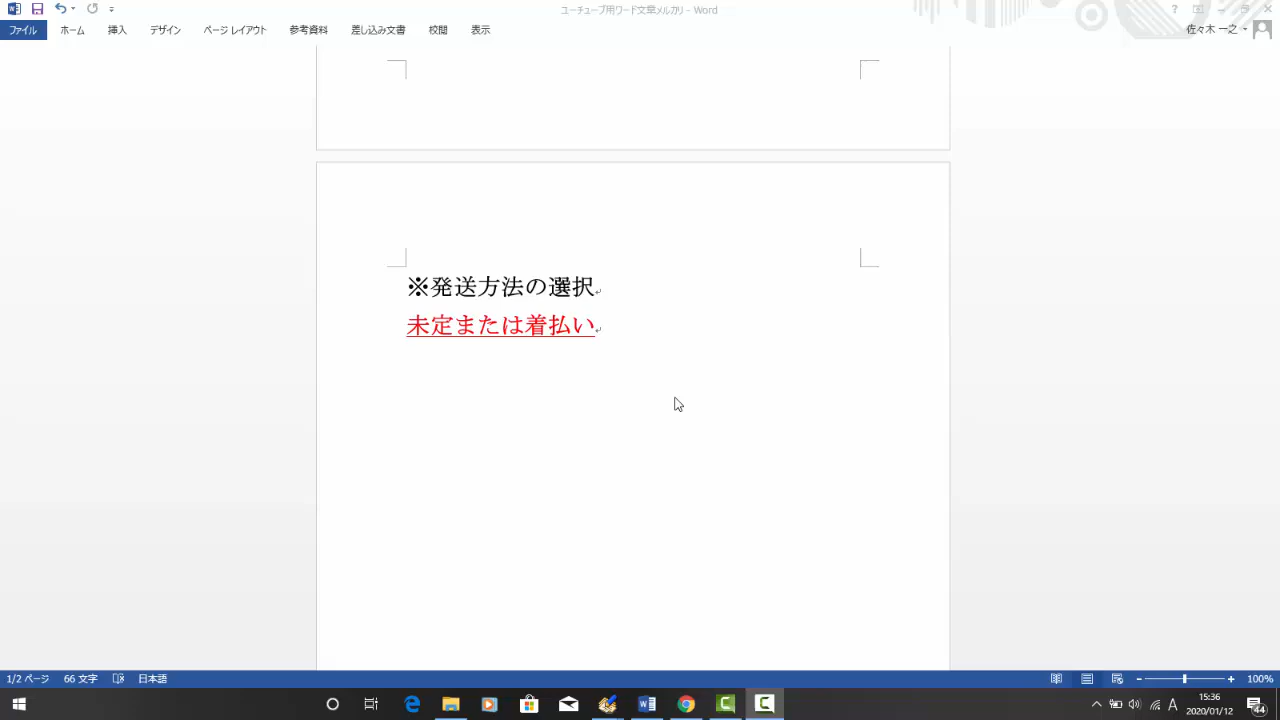 ユーチューブ用ワード文章メルカリ - Word
ファイル ホーム 挿入 デザイン ページ レイアウト 参考資料 差し込み文書 校閲 表示 佐々木 一之
※発送方法の選択
未定または着払い
1/2 ページ 66 文字 日本語 100%
15:36
2020/01/12
44